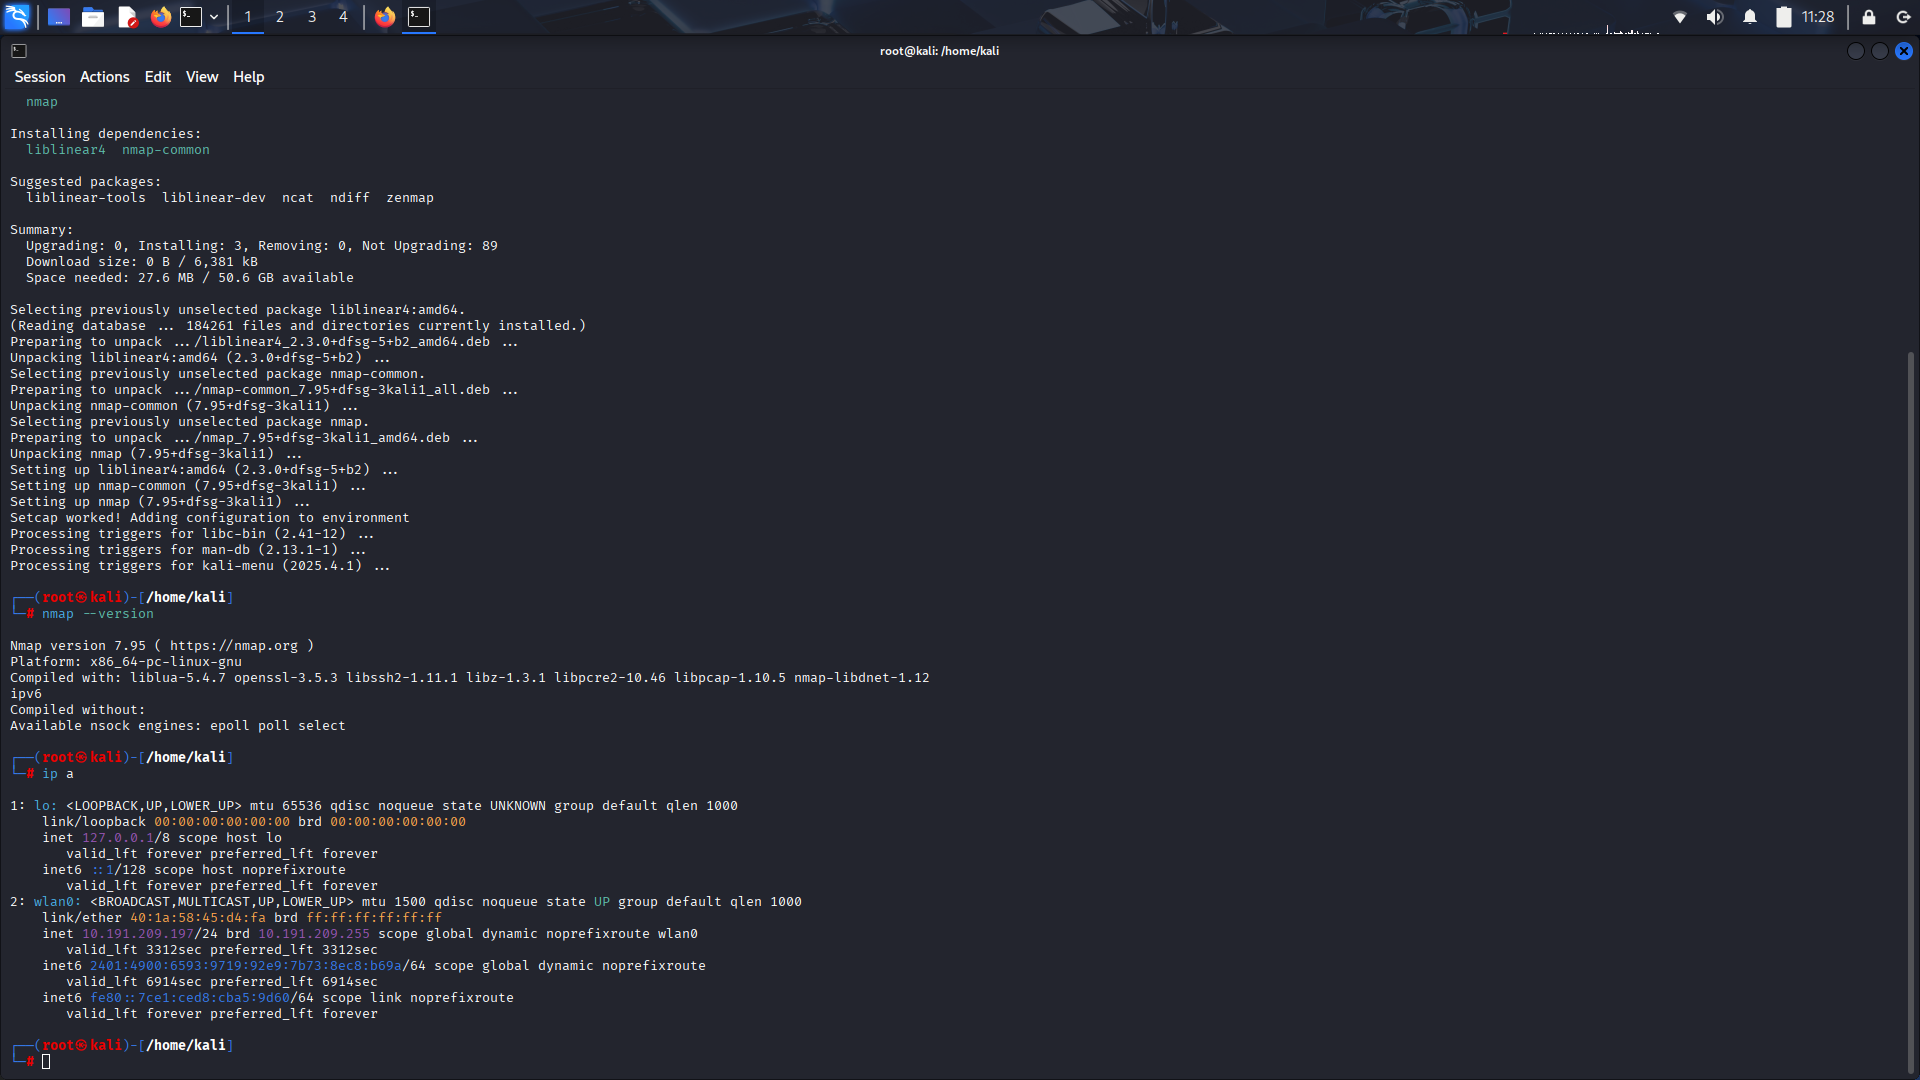 1 2 3 4
11:28
root@kali: /home/kali
Session Actions Edit View Help
nmap
Installing dependencies:
liblinear4 nmap-common
Suggested packages:
liblinear-tools liblinear-dev ncat ndiff zenmap
Summary:
Upgrading: 0, Installing: 3, Removing: 0, Not Upgrading: 89
Download size: 0 B / 6,381 kB
Space needed: 27.6 MB / 50.6 GB available
Selecting previously unselected package liblinear4:amd64.
(Reading database ... 184261 files and directories currently installed.)
Preparing to unpack .../liblinear4_2.3.0+dfsg-5+b2_amd64.deb ...
Unpacking liblinear4:amd64 (2.3.0+dfsg-5+b2) ...
Selecting previously unselected package nmap-common.
Preparing to unpack .../nmap-common_7.95+dfsg-3kali1_all.deb ...
Unpacking nmap-common (7.95+dfsg-3kali1) ...
Selecting previously unselected package nmap.
Preparing to unpack .../nmap_7.95+dfsg-3kali1_amd64.deb ...
Unpacking nmap (7.95+dfsg-3kali1) ...
Setting up liblinear4:amd64 (2.3.0+dfsg-5+b2) ...
Setting up nmap-common (7.95+dfsg-3kali1) ...
Setting up nmap (7.95+dfsg-3kali1) ...
Setcap worked! Adding configuration to environment
Processing triggers for libc-bin (2.41-12) ...
Processing triggers for man-db (2.13.1-1) ...
Processing triggers for kali-menu (2025.4.1) ...
┌──(root㉿kali)-[/home/kali]
└─# nmap --version
Nmap version 7.95 ( https://nmap.org )
Platform: x86_64-pc-linux-gnu
Compiled with: liblua-5.4.7 openssl-3.5.3 libssh2-1.11.1 libz-1.3.1 libpcre2-10.46 libpcap-1.10.5 nmap-libdnet-1.12
ipv6
Compiled without:
Available nsock engines: epoll poll select
┌──(root㉿kali)-[/home/kali]
└─# ip a
1: lo: <LOOPBACK,UP,LOWER_UP> mtu 65536 qdisc noqueue state UNKNOWN group default qlen 1000
link/loopback 00:00:00:00:00:00 brd 00:00:00:00:00:00
inet 127.0.0.1/8 scope host lo
valid_lft forever preferred_lft forever
inet6 ::1/128 scope host noprefixroute
valid_lft forever preferred_lft forever
2: wlan0: <BROADCAST,MULTICAST,UP,LOWER_UP> mtu 1500 qdisc noqueue state UP group default qlen 1000
link/ether 40:1a:58:45:d4:fa brd ff:ff:ff:ff:ff:ff
inet 10.191.209.197/24 brd 10.191.209.255 scope global dynamic noprefixroute wlan0
valid_lft 3312sec preferred_lft 3312sec
inet6 2401:4900:6593:9719:92e9:7b73:8ec8:b69a/64 scope global dynamic noprefixroute
valid_lft 6914sec preferred_lft 6914sec
inet6 fe80::7ce1:ced8:cba5:9d60/64 scope link noprefixroute
valid_lft forever preferred_lft forever
┌──(root㉿kali)-[/home/kali]
└─#